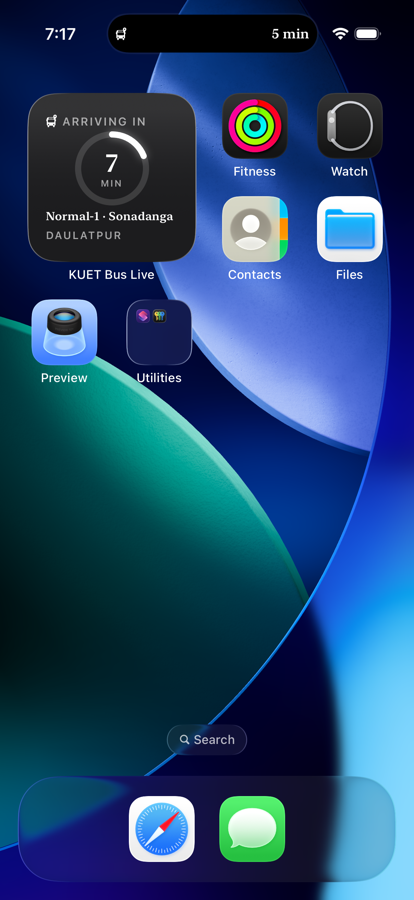 7:17
5 min
ARRIVING IN
7
MIN
Normal-1 · Sonadanga
DAULATPUR
KUET Bus Live
Fitness
Watch
Contacts
Files
Preview
Utilities
Search